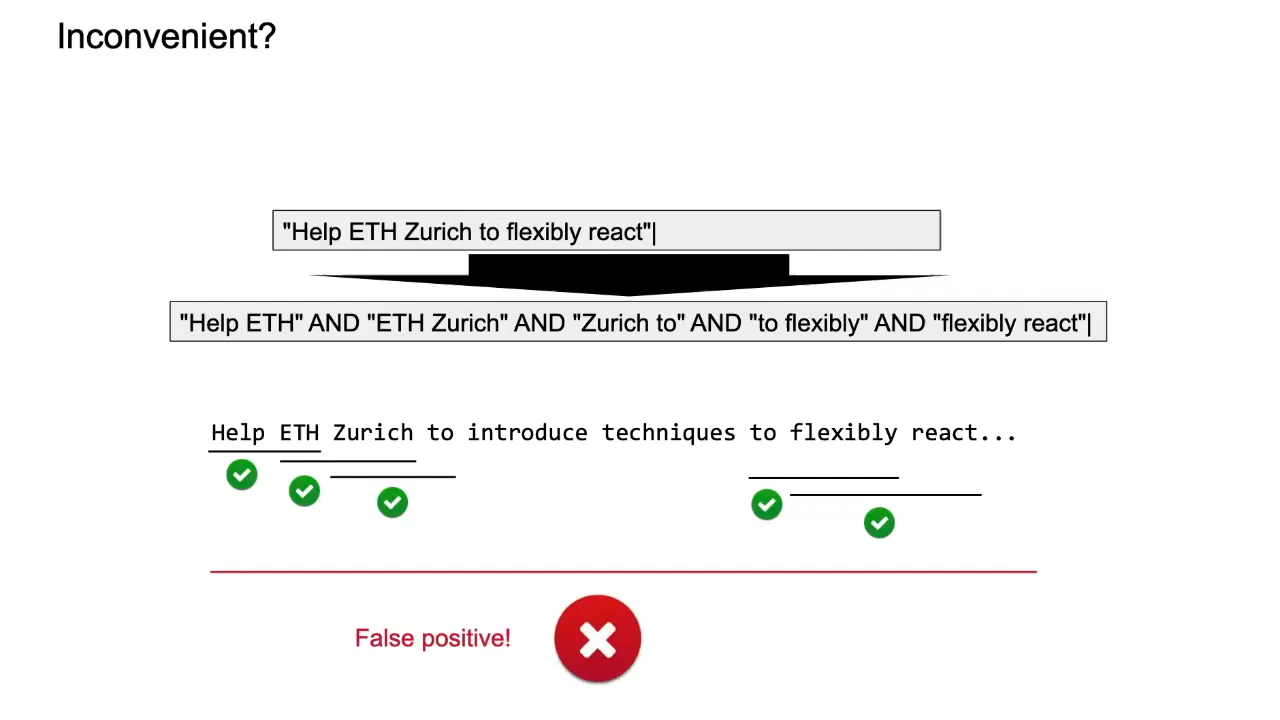 Inconvenient?
"Help ETH Zurich to flexibly react"|
"Help ETH" AND "ETH Zurich" AND "Zurich to" AND "to flexibly" AND "flexibly react"|
Help ETH Zurich to introduce techniques to flexibly react...
False positive!